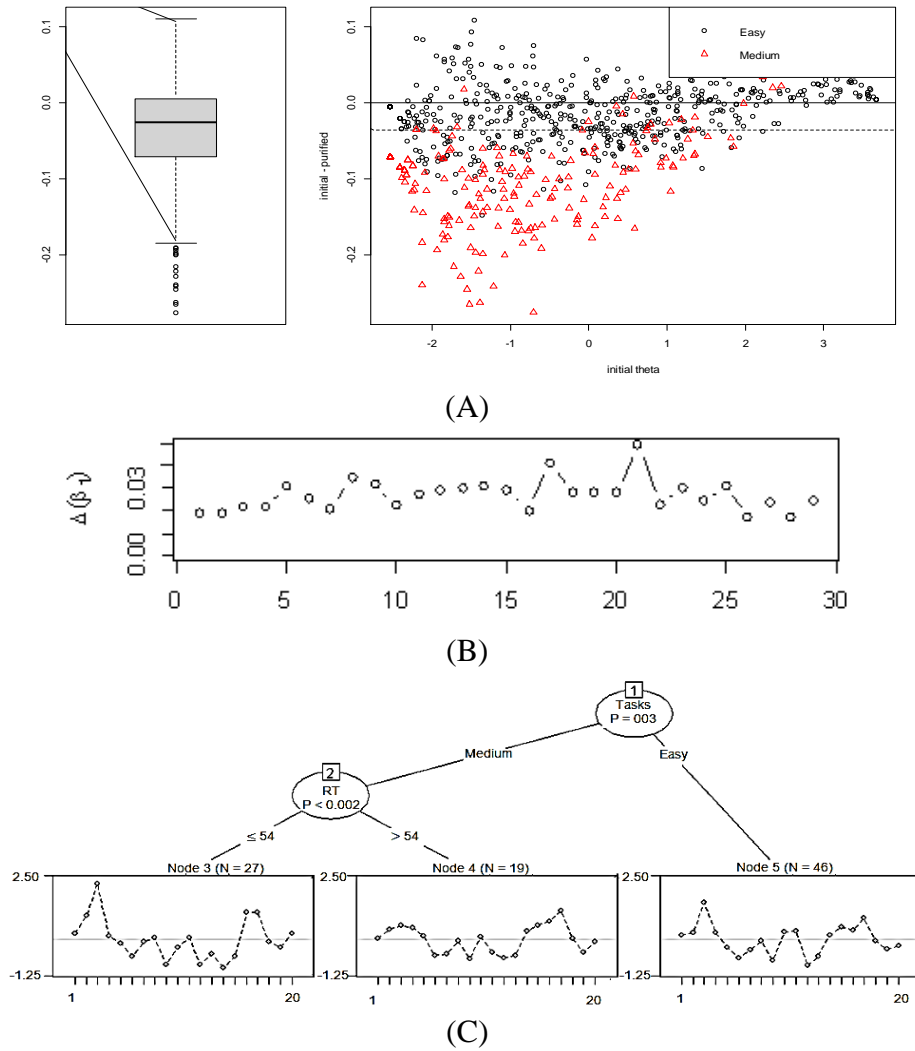 0.1
0.0
-0.1
-0.2
initial -purified
0.1
0.0
-0.1
-0.2
Easy
Medium
-2 -1 0 1 2 3
initial theta
(A)
Δ (β₁)
0.03
0.00
0 5 10 15 20 25 30
(B)
1
Tasks
P = 003
Medium
Easy
2
RT
P < 0.002
≤ 54
> 54
Node 3 (N = 27)
Node 4 (N = 19)
Node 5 (N = 46)
2.50
-1.25
1 20
2.50
-1.25
1 20
2.50
-1.25
1 20
(C)